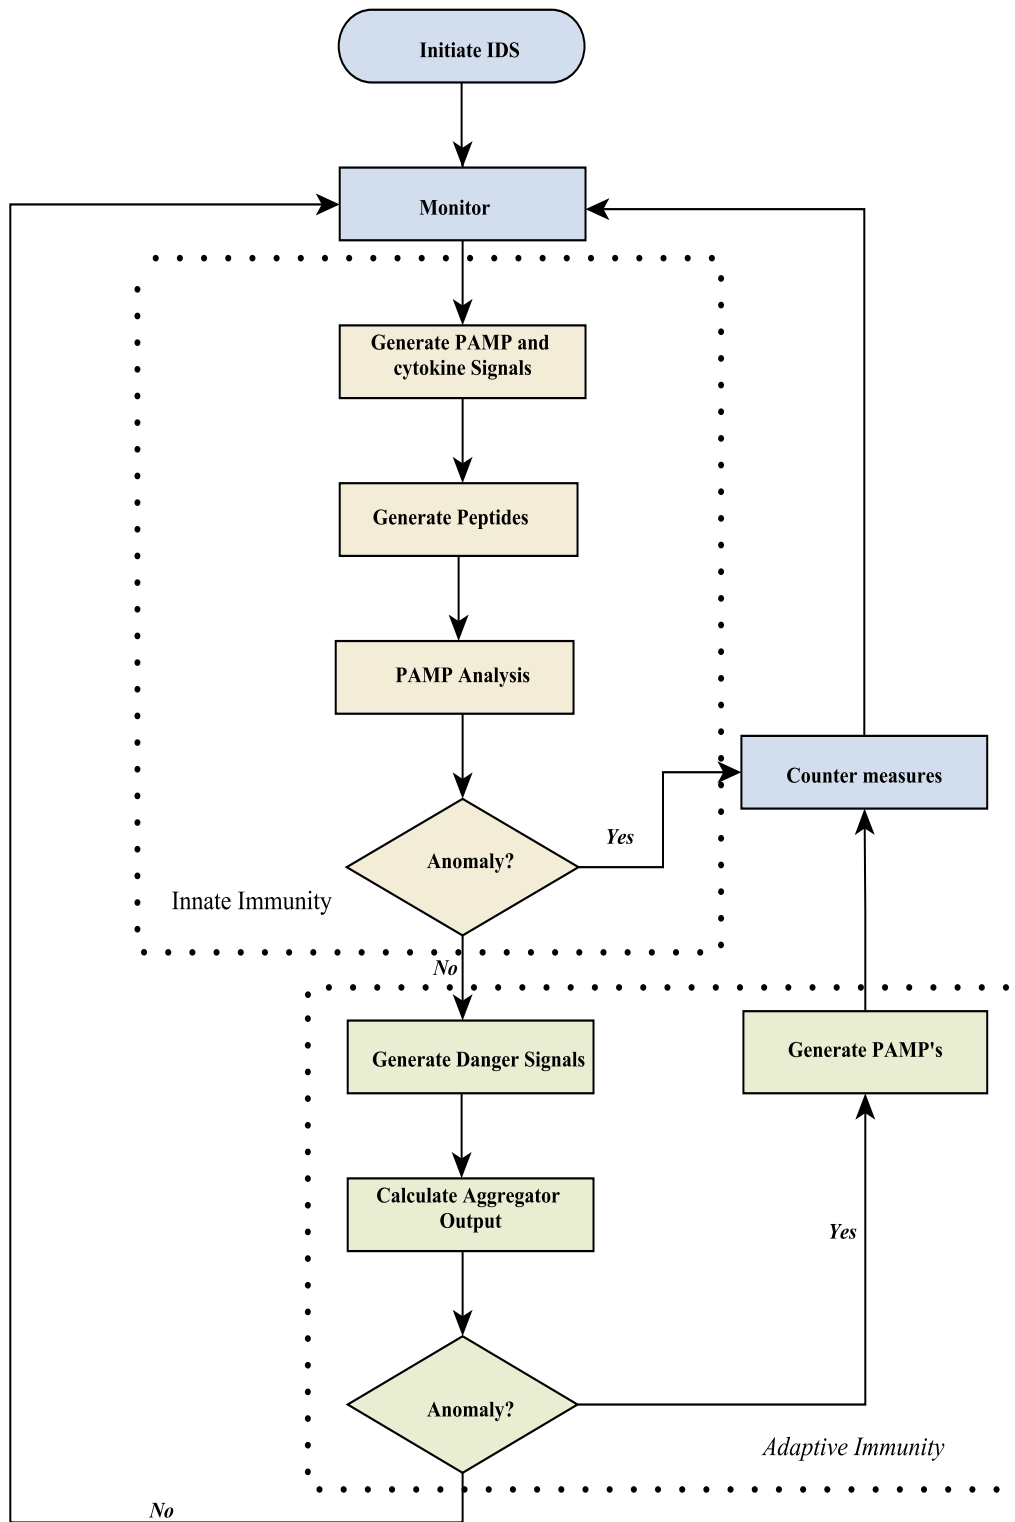 Initiate IDS
Monitor
Generate PAMP and
cytokine Signals
Generate Peptides
PAMP Analysis
Counter measures
Anomaly?
Yes
Innate Immunity
No
Generate Danger Signals
Generate PAMP's
Calculate Aggregator
Output
Yes
Anomaly?
Adaptive Immunity
No